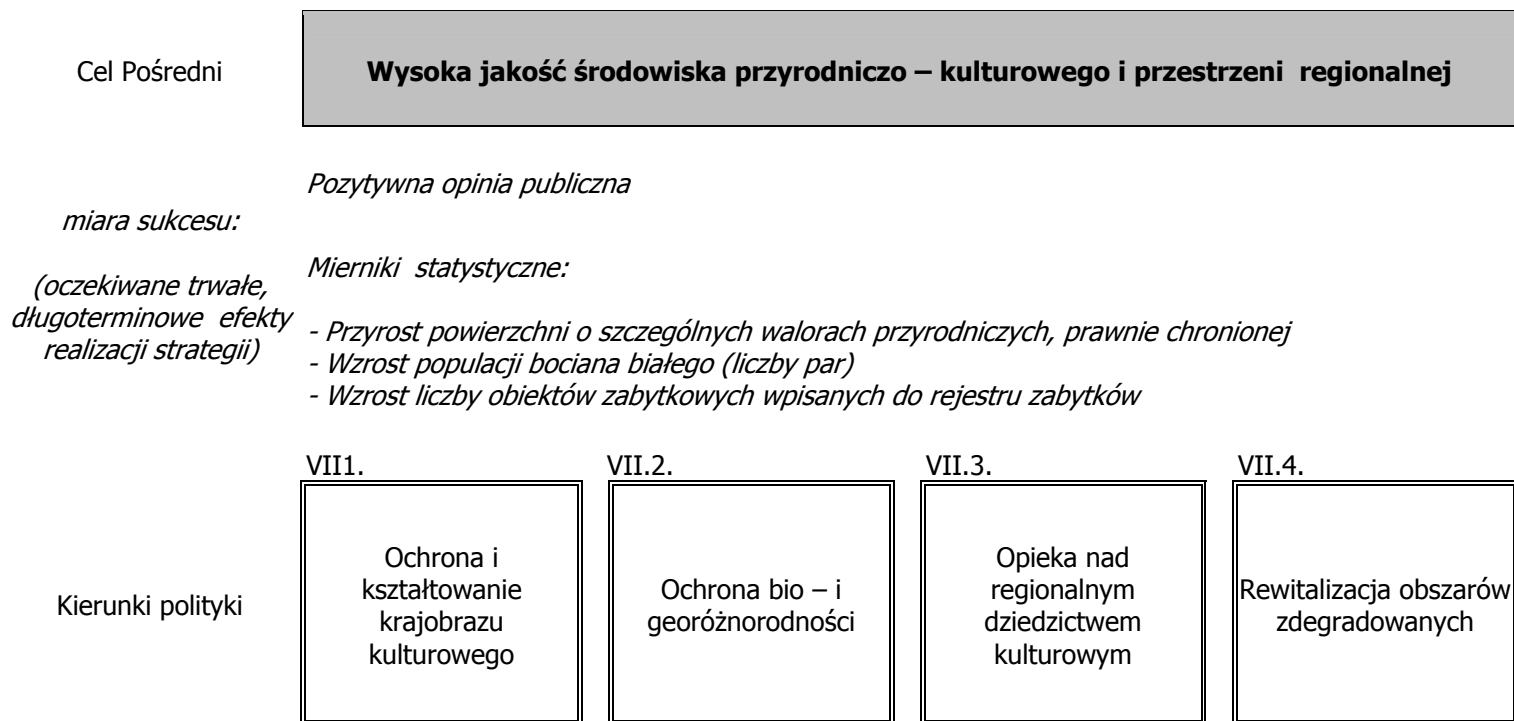 Cel Pośredni
Wysoka jakość środowiska przyrodniczo – kulturowego i przestrzeni regionalnej
miara sukcesu:
(oczekiwane trwałe,
długoterminowe efekty
realizacji strategii)
Pozytywna opinia publiczna
Mierniki statystyczne:
- Przyrost powierzchni o szczególnych walorach przyrodniczych, prawnie chronionej
- Wzrost populacji bociana białego (liczby par)
- Wzrost liczby obiektów zabytkowych wpisanych do rejestru zabytków
Kierunki polityki
VII1.
Ochrona i
kształtowanie
krajobrazu
kulturowego
VII.2.
Ochrona bio – i
georóżnorodności
VII.3.
Opieka nad
regionalnym
dziedzictwem
kulturowym
VII.4.
Rewitalizacja obszarów
zdegradowanych